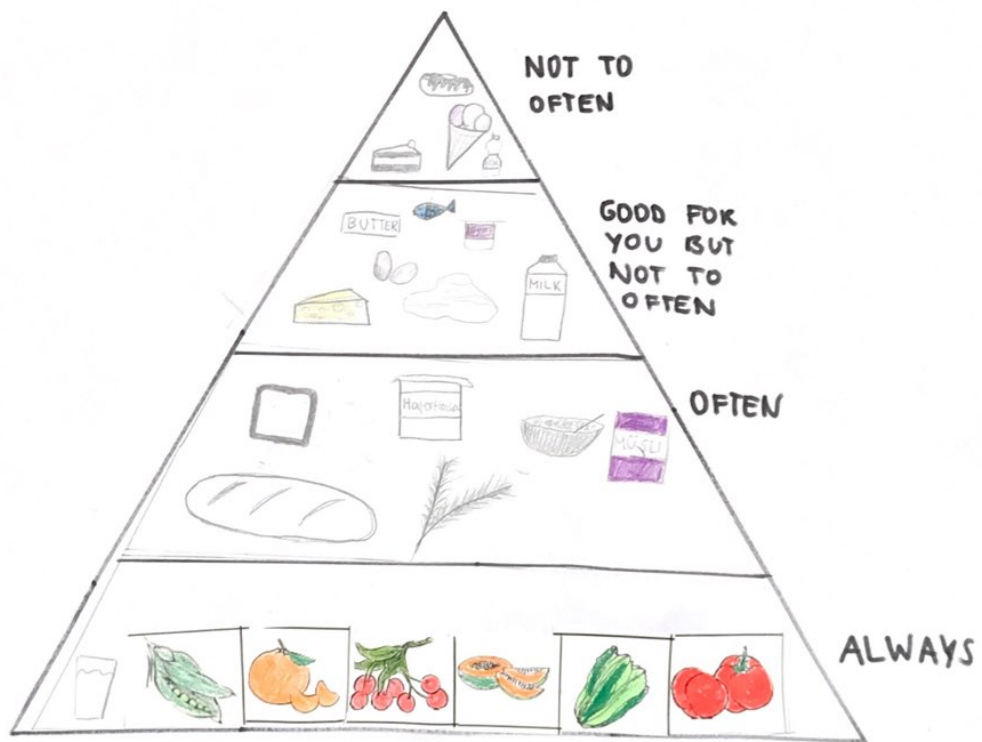 NOT TO
OFTEN
GOOD FOR
YOU BUT
NOT TO
OFTEN
BUTTER
MILK
OFTEN
MÜSLI
ALWAYS